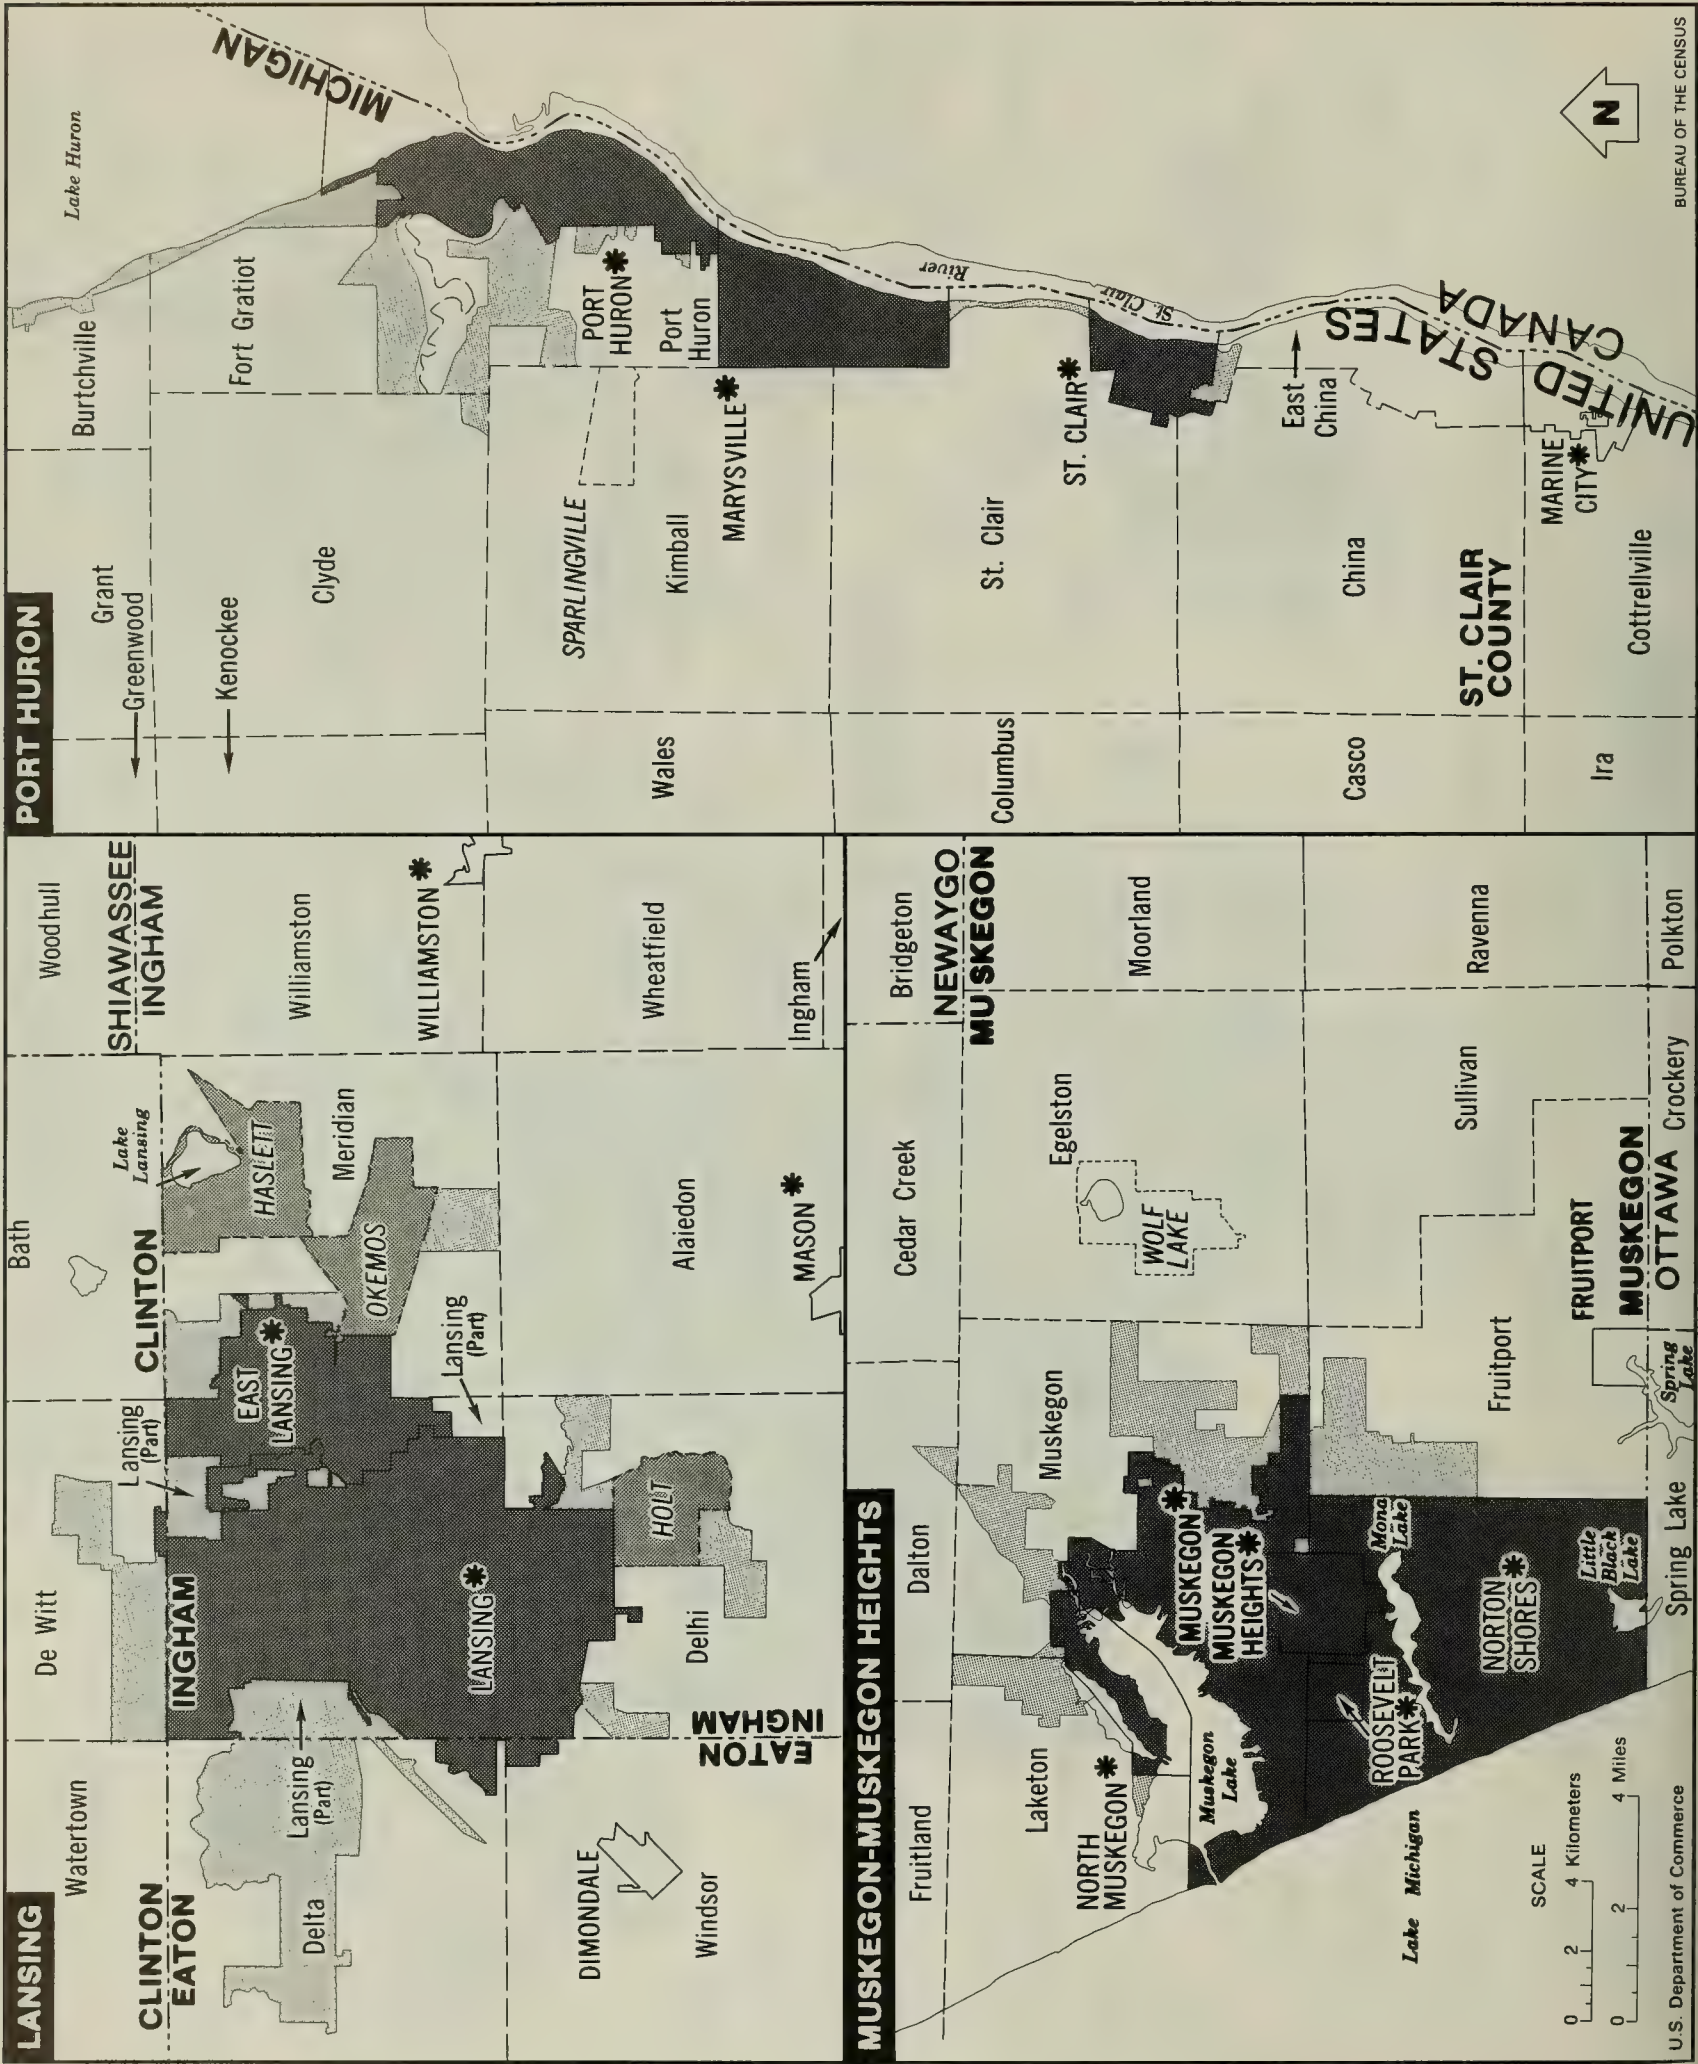 LANSING
Watertown
De Witt
Bath
Woodhull
CLINTON
EATON
CLINTON
SHIAWASSEE
INGHAM
INGHAM
Lansing
(Part)
Lake
Lansing
HASLETT
Meridian
Williamston
EAST
LANSING
OKEMOS
WILLIAMSTON
Delta
Lansing
(Part)
LANSING
Lansing
(Part)
DIMONDALE
Windsor
EATON
INGHAM
Delhi
HOLT
Alaiedon
MASON
Wheatfield
Ingham
PORT HURON
Greenwood
Grant
Burtchville
Lake Huron
MICHIGAN
Kenockee
Clyde
Fort Gratiot
SPARLINGVILLE
PORT
HURON
Wales
Kimball
Port
Huron
MARYSVILLE
Columbus
St. Clair
ST. CLAIR
St. Clair
River
Casco
China
East
China
ST. CLAIR
COUNTY
UNITED STATES
CANADA
MARINE
CITY
Ira
Cottrellville
N
BUREAU OF THE CENSUS
MUSKEGON-MUSKEGON HEIGHTS
Fruitland
Dalton
Cedar Creek
Bridgeton
NEWAYGO
MUSKEGON
Laketon
Muskegon
Egelston
Moorland
NORTH
MUSKEGON
WOLF
LAKE
MUSKEGON
Muskegon
Lake
MUSKEGON
HEIGHTS
ROOSEVELT
PARK
Mona
Lake
Lake Michigan
NORTON
SHORES
Little
Black
Lake
Fruitport
Sullivan
Ravenna
FRUITPORT
MUSKEGON
OTTAWA
Spring Lake
Spring
Lake
Crockery
Polkton
SCALE
0 2 4 Kilometers
0 2 4 Miles
U.S. Department of Commerce